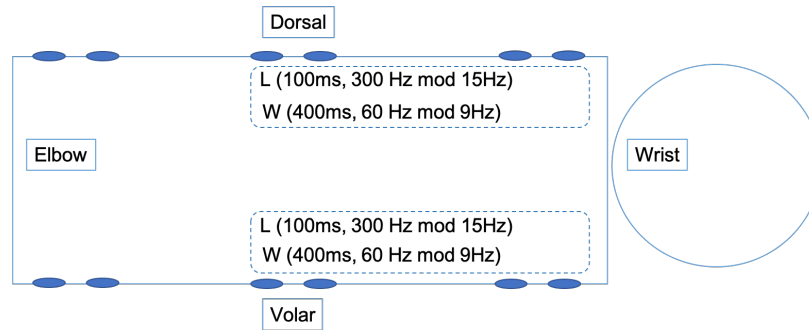 Dorsal
L (100ms, 300 Hz mod 15Hz)
W (400ms, 60 Hz mod 9Hz)
Elbow
Wrist
L (100ms, 300 Hz mod 15Hz)
W (400ms, 60 Hz mod 9Hz)
Volar